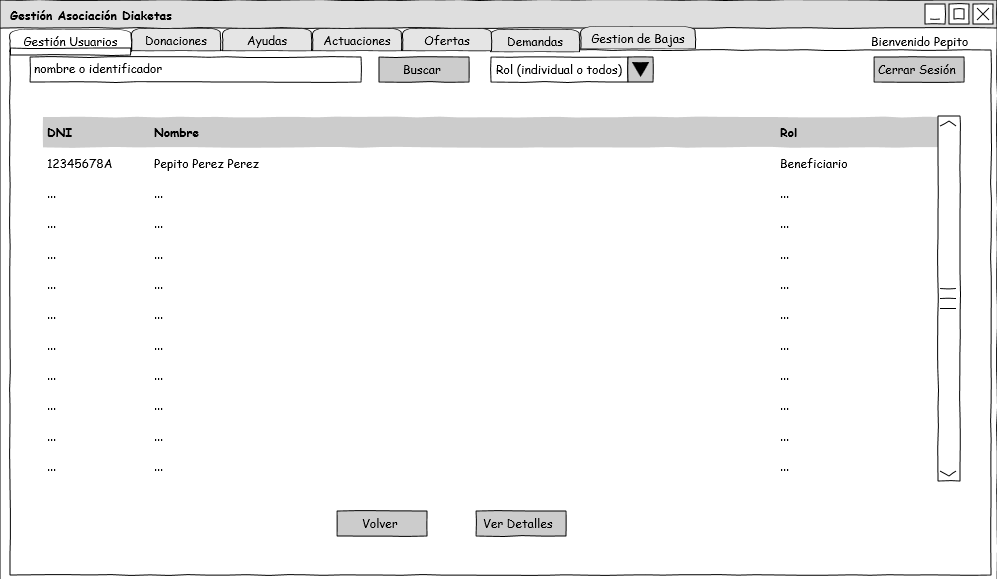 Gestión Asociación Diaketas
Gestión Usuarios Donaciones Ayudas Actuaciones Ofertas Demandas Gestion de Bajas Bienvenido Pepito
nombre o identificador Buscar Rol (individual o todos) Cerrar Sesión
DNI Nombre Rol
12345678A Pepito Perez Perez Beneficiario
... ... ...
... ... ...
... ... ...
... ... ...
... ... ...
... ... ...
... ... ...
... ... ...
... ... ...
... ... ...
Volver Ver Detalles